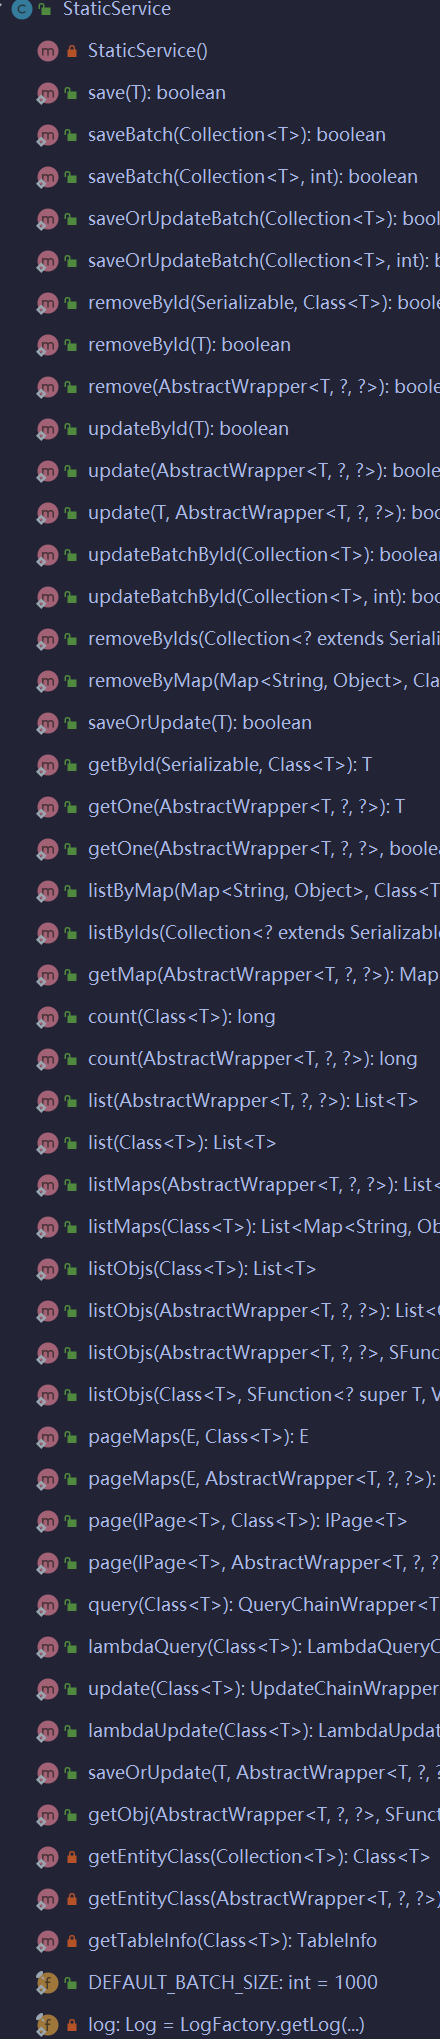 StaticService
StaticService()
save(T): boolean
saveBatch(Collection<T>): boolean
saveBatch(Collection<T>, int): boolean
saveOrUpdateBatch(Collection<T>): bool
saveOrUpdateBatch(Collection<T>, int): b
removeById(Serializable, Class<T>): boole
removeById(T): boolean
remove(AbstractWrapper<T, ?, ?>): boole
updateById(T): boolean
update(AbstractWrapper<T, ?, ?>): boole
update(T, AbstractWrapper<T, ?, ?>): boo
updateBatchById(Collection<T>): boolean
updateBatchById(Collection<T>, int): boo
removeByIds(Collection<? extends Seriali
removeByMap(Map<String, Object>, Cla
saveOrUpdate(T): boolean
getById(Serializable, Class<T>): T
getOne(AbstractWrapper<T, ?, ?>): T
getOne(AbstractWrapper<T, ?, ?>, boolea
listByMap(Map<String, Object>, Class<T
listByIds(Collection<? extends Serializabl
getMap(AbstractWrapper<T, ?, ?>): Map
count(Class<T>): long
count(AbstractWrapper<T, ?, ?>): long
list(AbstractWrapper<T, ?, ?>): List<T>
list(Class<T>): List<T>
listMaps(AbstractWrapper<T, ?, ?>): List<
listMaps(Class<T>): List<Map<String, Ob
listObjs(Class<T>): List<T>
listObjs(AbstractWrapper<T, ?, ?>): List<
listObjs(AbstractWrapper<T, ?, ?>, SFunc
listObjs(Class<T>, SFunction<? super T, V
pageMaps(E, Class<T>): E
pageMaps(E, AbstractWrapper<T, ?, ?>):
page(IPage<T>, Class<T>): IPage<T>
page(IPage<T>, AbstractWrapper<T, ?, ?
query(Class<T>): QueryChainWrapper<T
lambdaQuery(Class<T>): LambdaQueryC
update(Class<T>): UpdateChainWrapper
lambdaUpdate(Class<T>): LambdaUpdat
saveOrUpdate(T, AbstractWrapper<T, ?, ?
getObj(AbstractWrapper<T, ?, ?>, SFunct
getEntityClass(Collection<T>): Class<T>
getEntityClass(AbstractWrapper<T, ?, ?>)
getTableInfo(Class<T>): TableInfo
DEFAULT_BATCH_SIZE: int = 1000
log: Log = LogFactory.getLog(...)